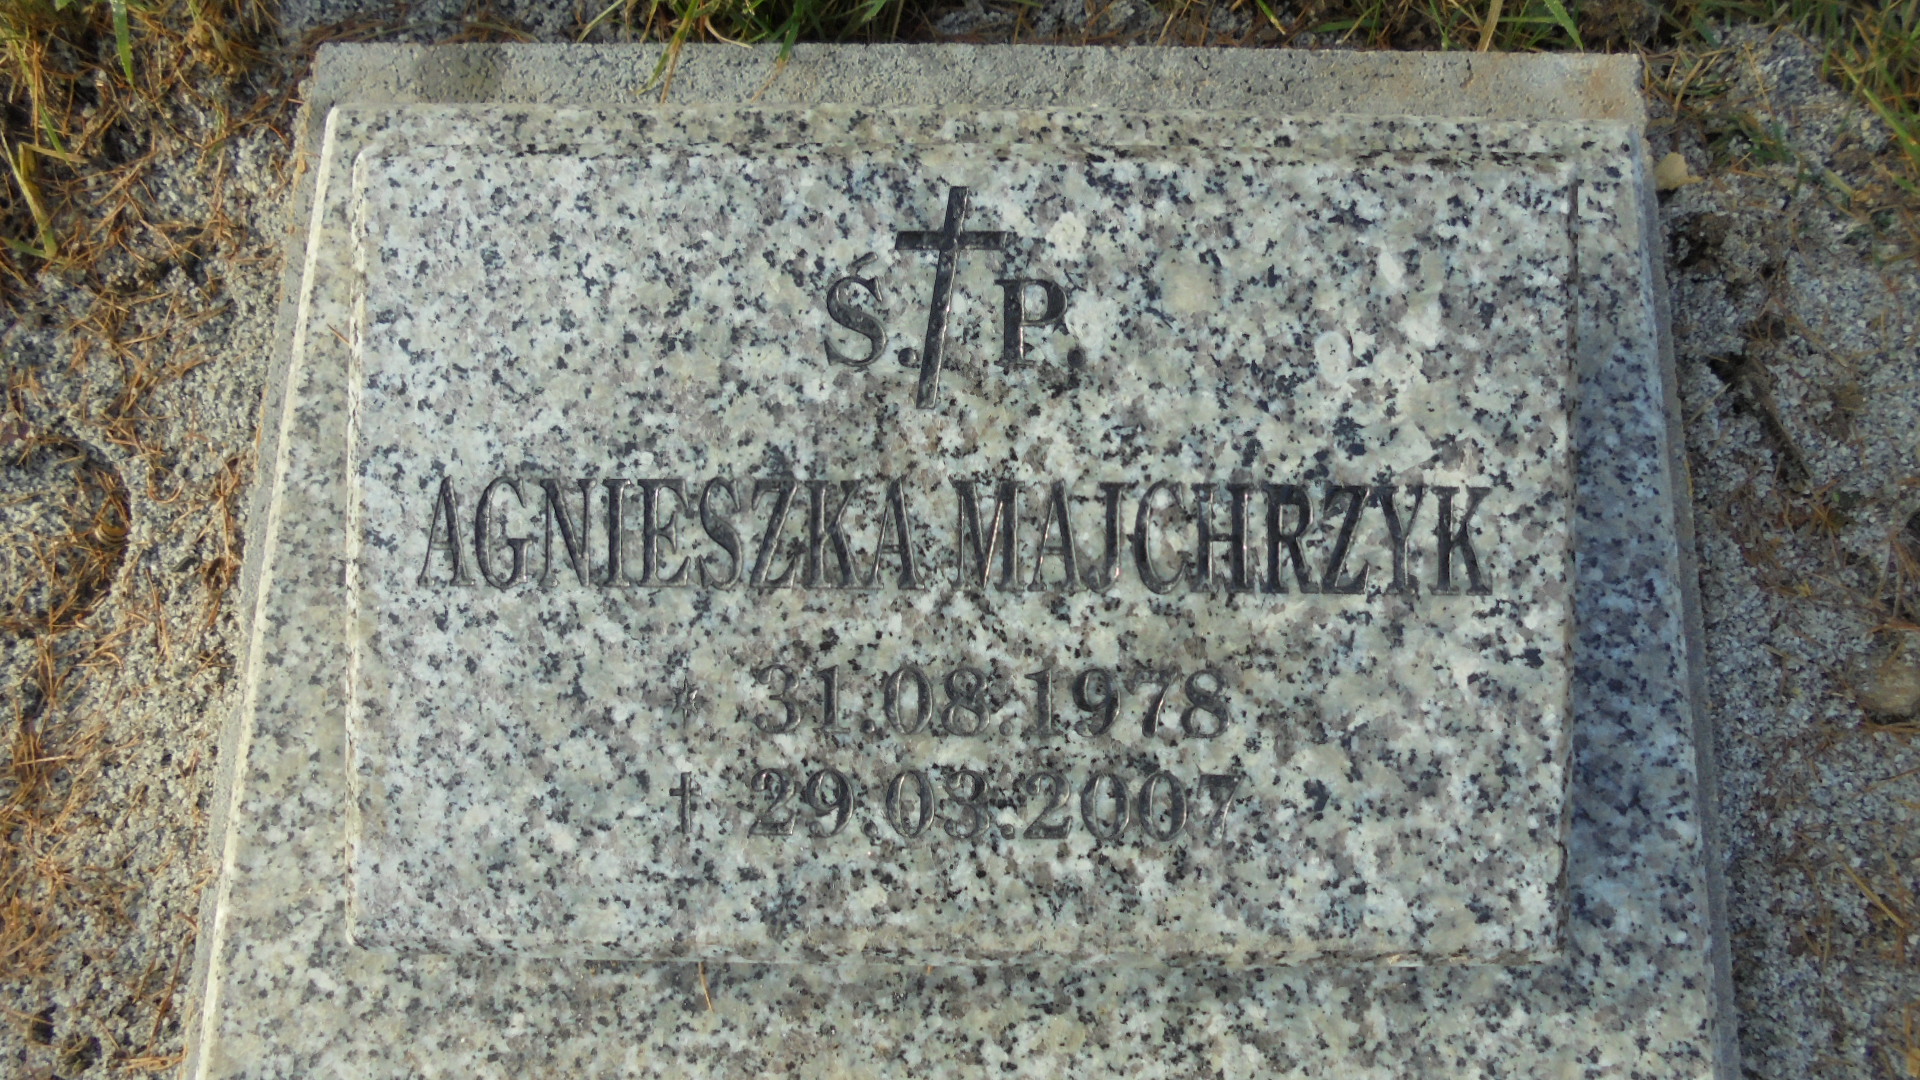 Ś. P.
AGNIESZKA MAJCHRZYK
* 31.08.1978
† 29.03.2007